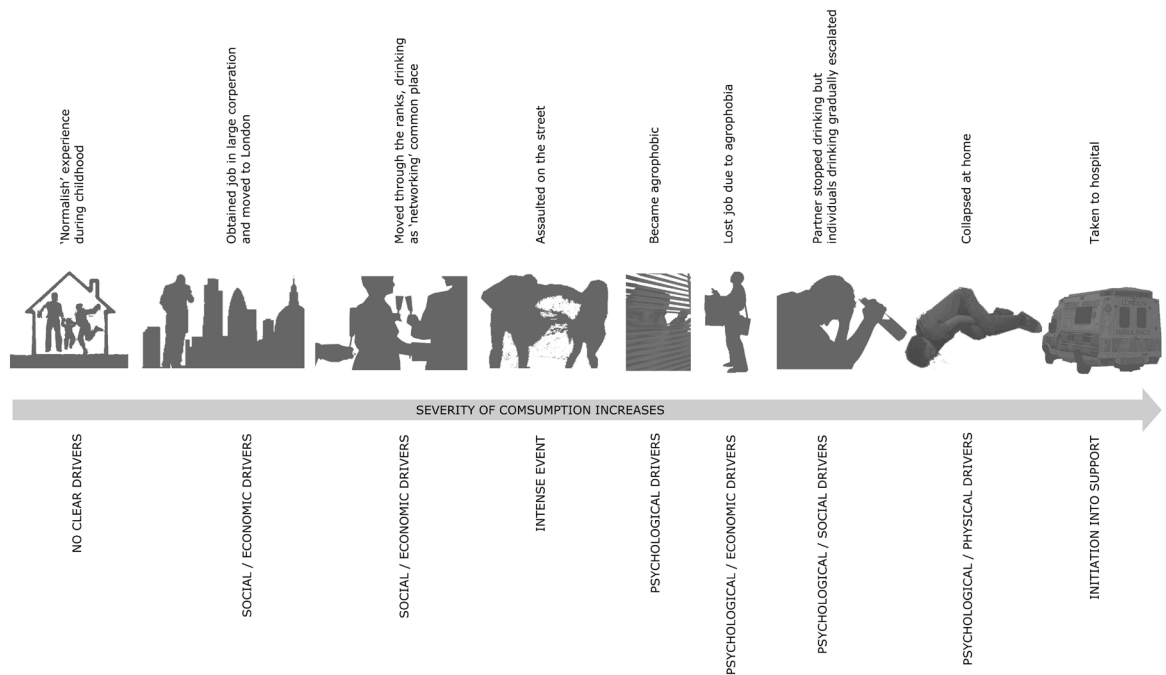 ‘Normalish’ experience
during childhood
Obtained job in large corperation
and moved to London
Moved through the ranks, drinking
as ‘networking’ common place
Assaulted on the street
Became agrophobic
Lost job due to agrophobia
Partner stopped drinking but
individuals drinking gradually escalated
Collapsed at home
Taken to hospital
LONDON
AMBULANCE
SEVERITY OF COMSUMPTION INCREASES
NO CLEAR DRIVERS
SOCIAL / ECONOMIC DRIVERS
SOCIAL / ECONOMIC DRIVERS
INTENSE EVENT
PSYCHOLOGICAL DRIVERS
PSYCHOLOGICAL / ECONOMIC DRIVERS
PSYCHOLOGICAL / SOCIAL DRIVERS
PSYCHOLOGICAL / PHYSICAL DRIVERS
INITIATION INTO SUPPORT